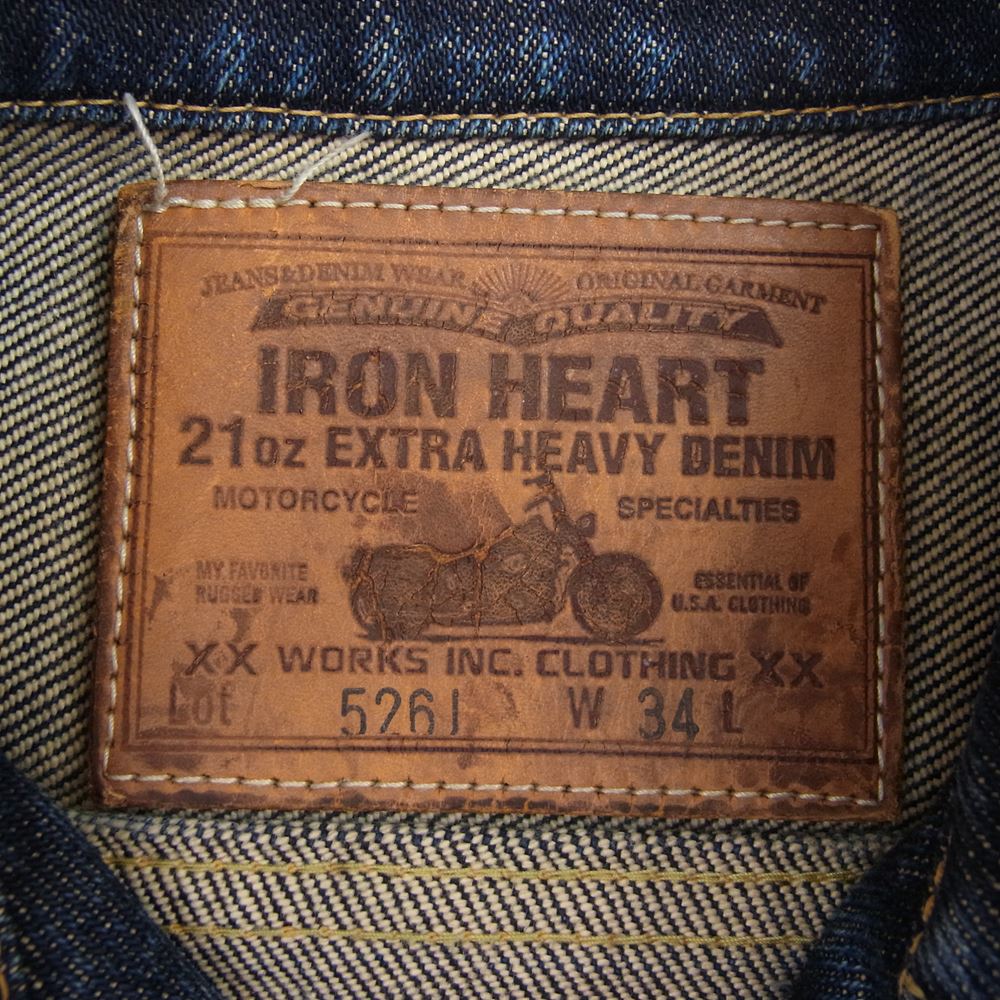 JEANS&DENIM WEAR ORIGINAL GARMENT
GENUINE QUALITY
IRON HEART
21oz EXTRA HEAVY DENIM
MOTORCYCLE SPECIALTIES
MY FAVORITE ESSENTIAL OF
RUGGED WEAR U.S.A. CLOTHING
XX WORKS INC. CLOTHING XX
Lot 526J W 34 L